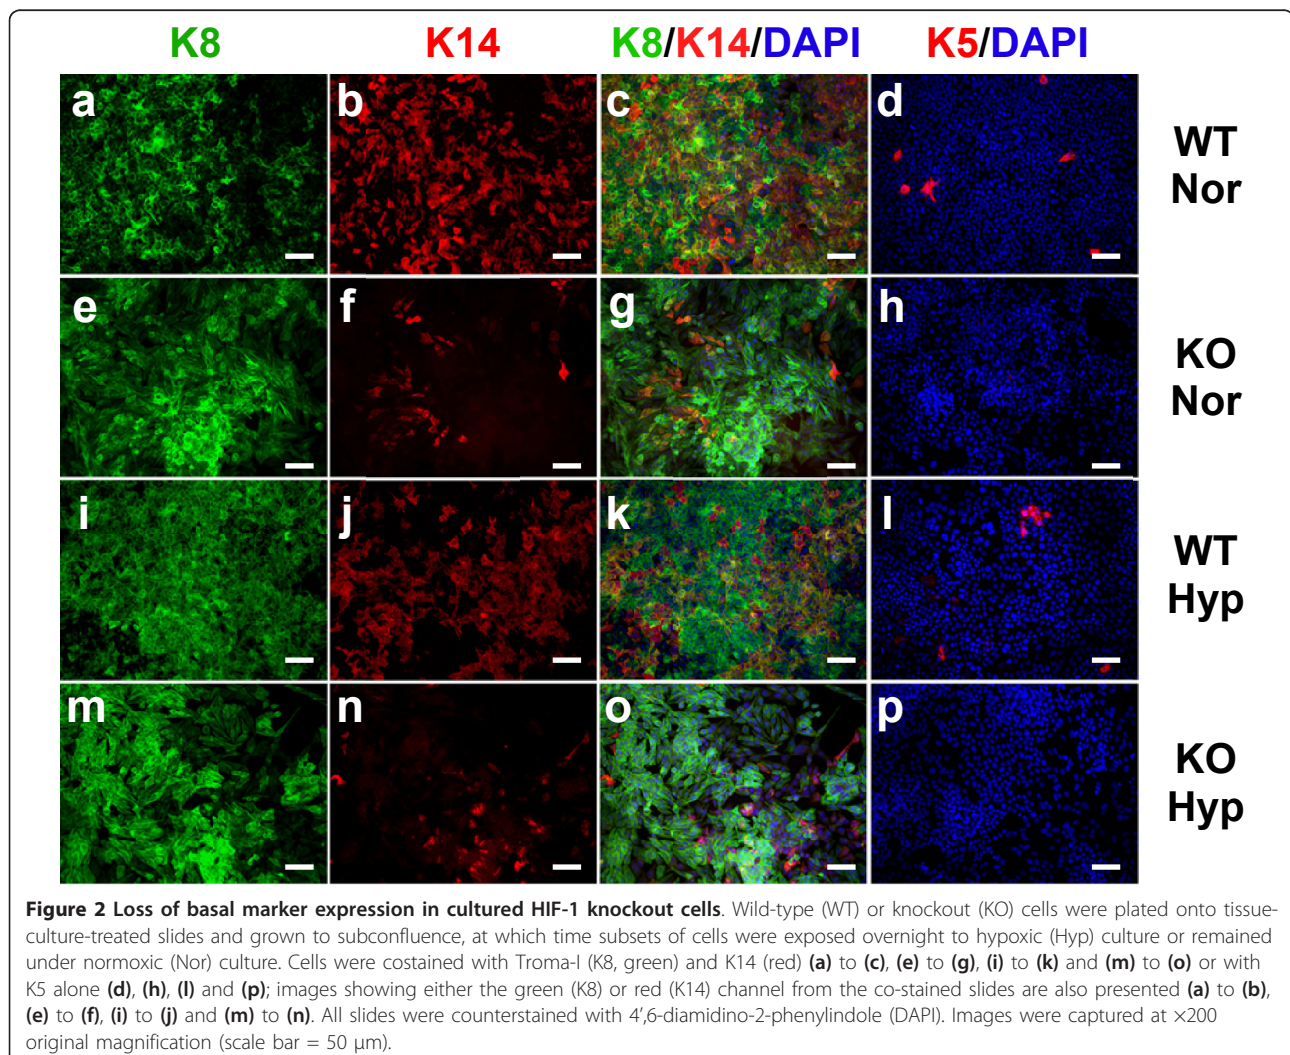 K8 K14 K8/K14/DAPI K5/DAPI
a b c d
WT
Nor
e f g h
KO
Nor
i j k l
WT
Hyp
m n o p
KO
Hyp
Figure 2 Loss of basal marker expression in cultured HIF-1 knockout cells. Wild-type (WT) or knockout (KO) cells were plated onto tissue-
culture-treated slides and grown to subconfluence, at which time subsets of cells were exposed overnight to hypoxic (Hyp) culture or remained
under normoxic (Nor) culture. Cells were costained with Troma-I (K8, green) and K14 (red) (a) to (c), (e) to (g), (i) to (k) and (m) to (o) or with
K5 alone (d), (h), (l) and (p); images showing either the green (K8) or red (K14) channel from the co-stained slides are also presented (a) to (b),
(e) to (f), (i) to (j) and (m) to (n). All slides were counterstained with 4′,6-diamidino-2-phenylindole (DAPI). Images were captured at ×200
original magnification (scale bar = 50 μm).